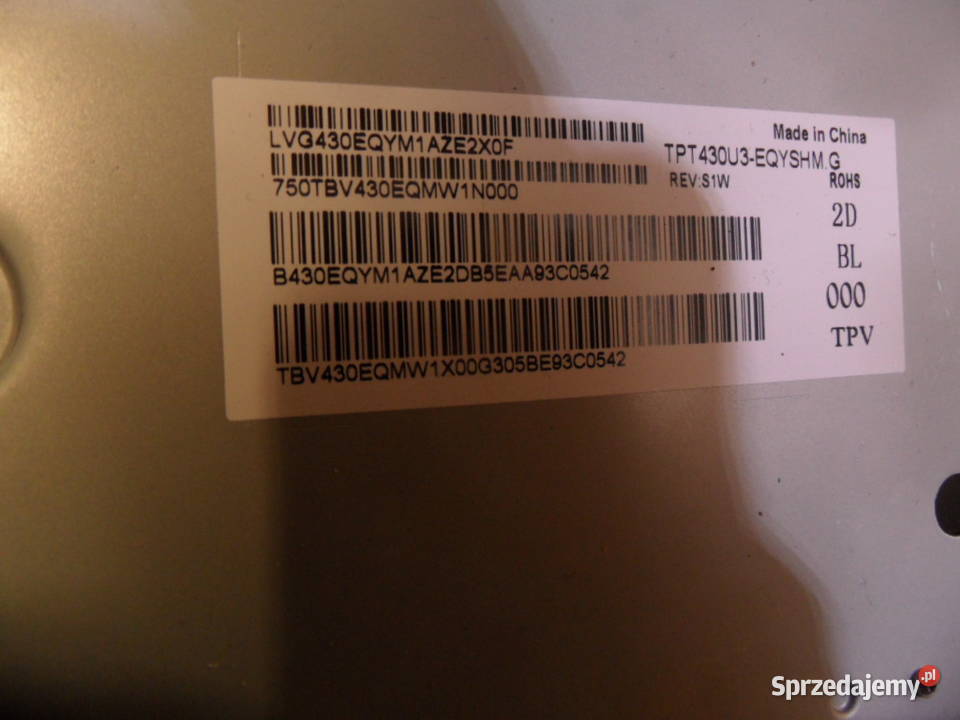 Made in China
LVG430EQYM1AZE2X0F
TPT430U3-EQYSHM.G
REV:S1W
ROHS
750TBV430EQMW1N000
2D
BL
B430EQYM1AZE2DB5EAA93C0542
000
TPV
TBV430EQMW1X00G305BE93C0542
Sprzedajemy.pl